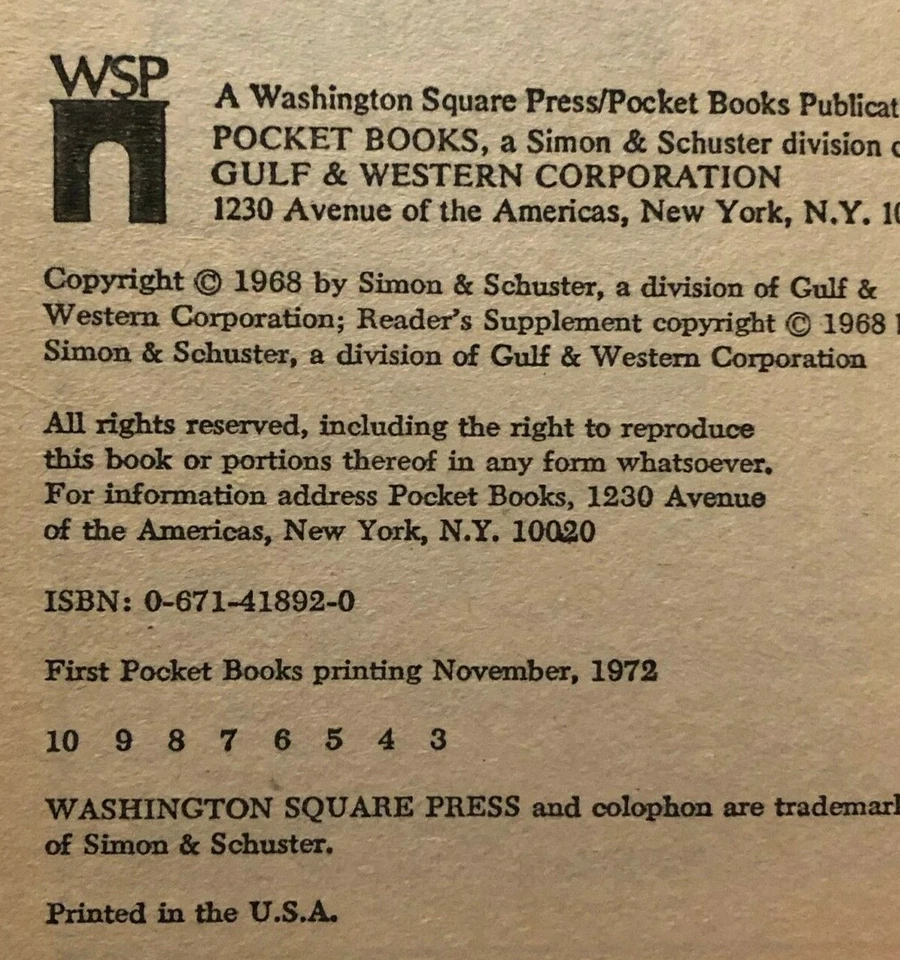 WSP
A Washington Square Press/Pocket Books Publicat
POCKET BOOKS, a Simon & Schuster division
GULF & WESTERN CORPORATION
1230 Avenue of the Americas, New York, N.Y. 10
Copyright © 1968 by Simon & Schuster, a division of Gulf &
Western Corporation; Reader's Supplement copyright © 1968
Simon & Schuster, a division of Gulf & Western Corporation
All rights reserved, including the right to reproduce
this book or portions thereof in any form whatsoever.
For information address Pocket Books, 1230 Avenue
of the Americas, New York, N.Y. 10020
ISBN: 0-671-41892-0
First Pocket Books printing November, 1972
10 9 8 7 6 5 4 3
WASHINGTON SQUARE PRESS and colophon are trademark
of Simon & Schuster.
Printed in the U.S.A.